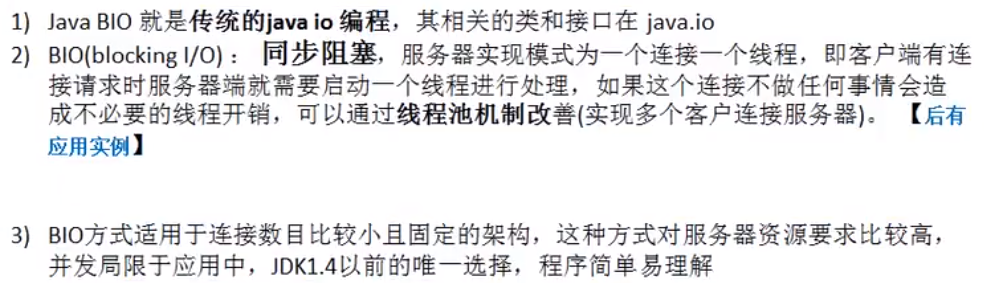 1) Java BIO 就是传统的java io 编程，其相关的类和接口在 java.io
2) BIO(blocking I/O)： 同步阻塞，服务器实现模式为一个连接一个线程，即客户端有连
接请求时服务器端就需要启动一个线程进行处理，如果这个连接不做任何事情会造
成不必要的线程开销，可以通过线程池机制改善(实现多个客户连接服务器)。 【后有
应用实例】
3) BIO方式适用于连接数目比较小且固定的架构，这种方式对服务器资源要求比较高，
并发局限于应用中，JDK1.4以前的唯一选择，程序简单易理解